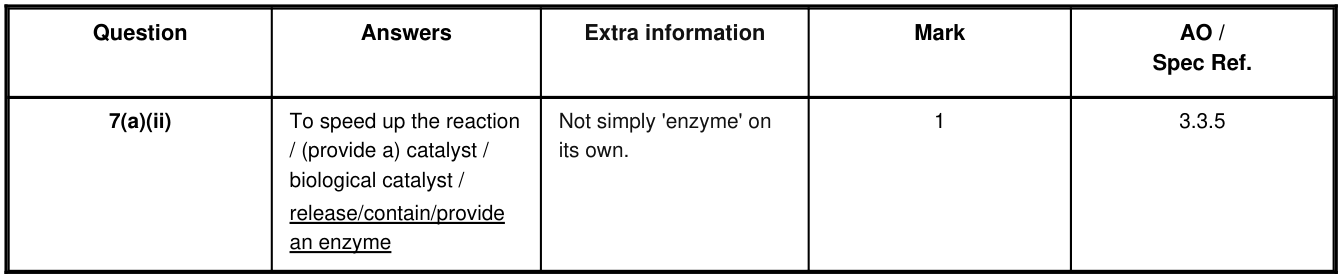 Question Answers Extra information Mark AO /
Spec Ref.
7(a)(ii) To speed up the reaction Not simply 'enzyme' on 1 3.3.5
/ (provide a) catalyst / its own.
biological catalyst /
release/contain/provide
an enzyme